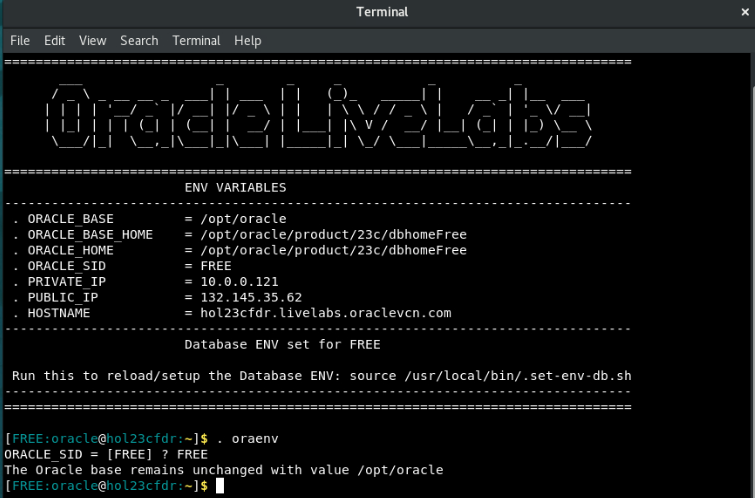 Terminal
×
File Edit View Search Terminal Help
================================================================================
Oracle LiveLabs
================================================================================
ENV VARIABLES
--------------------------------------------------------------------------------
. ORACLE_BASE = /opt/oracle
. ORACLE_BASE_HOME = /opt/oracle/product/23c/dbhomeFree
. ORACLE_HOME = /opt/oracle/product/23c/dbhomeFree
. ORACLE_SID = FREE
. PRIVATE_IP = 10.0.0.121
. PUBLIC_IP = 132.145.35.62
. HOSTNAME = hol23cfdr.livelabs.oraclevcn.com
--------------------------------------------------------------------------------
Database ENV set for FREE
Run this to reload/setup the Database ENV: source /usr/local/bin/.set-env-db.sh
--------------------------------------------------------------------------------
================================================================================
[FREE:oracle@hol23cfdr:~]$ . oraenv
ORACLE_SID = [FREE] ? FREE
The Oracle base remains unchanged with value /opt/oracle
[FREE:oracle@hol23cfdr:~]$